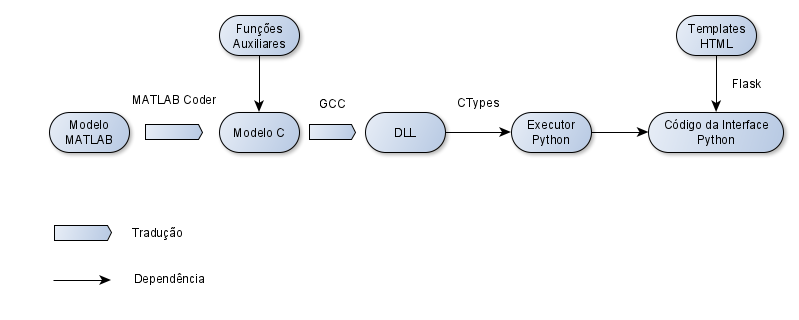 Funções
Auxiliares
Templates
HTML
MATLAB Coder
GCC
CTypes
Flask
Modelo
MATLAB
Modelo C
DLL
Executor
Python
Código da Interface
Python
Tradução
Dependência